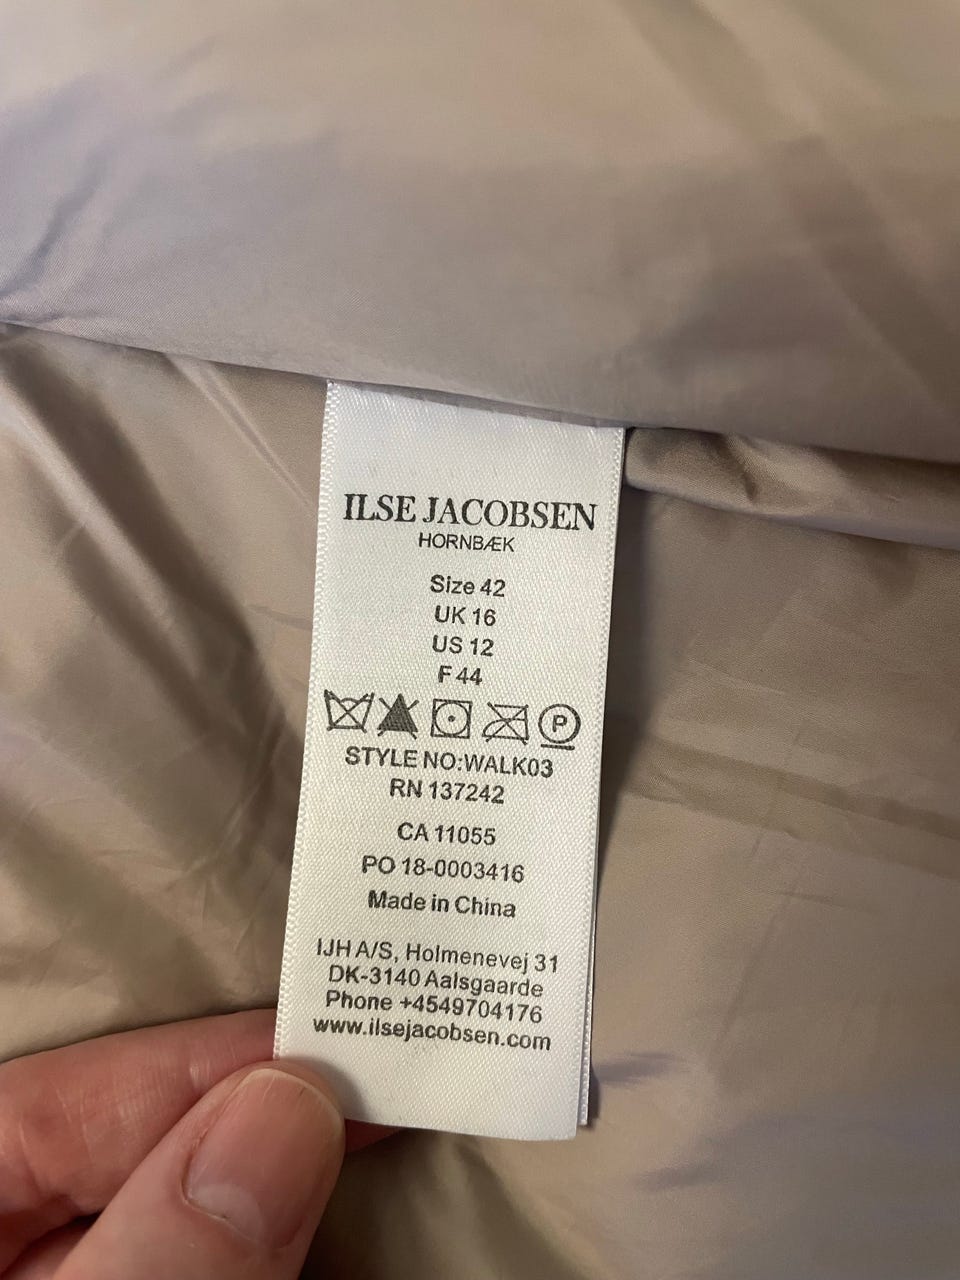 ILSE JACOBSEN
HORNBÆK
Size 42
UK 16
US 12
F 44
P
STYLE NO:WALK03
RN 137242
CA 11055
PO 18-0003416
Made in China
IJH A/S, Holmenevej 31
DK-3140 Aalsgaarde
Phone +4549704176
www.ilsejacobsen.com